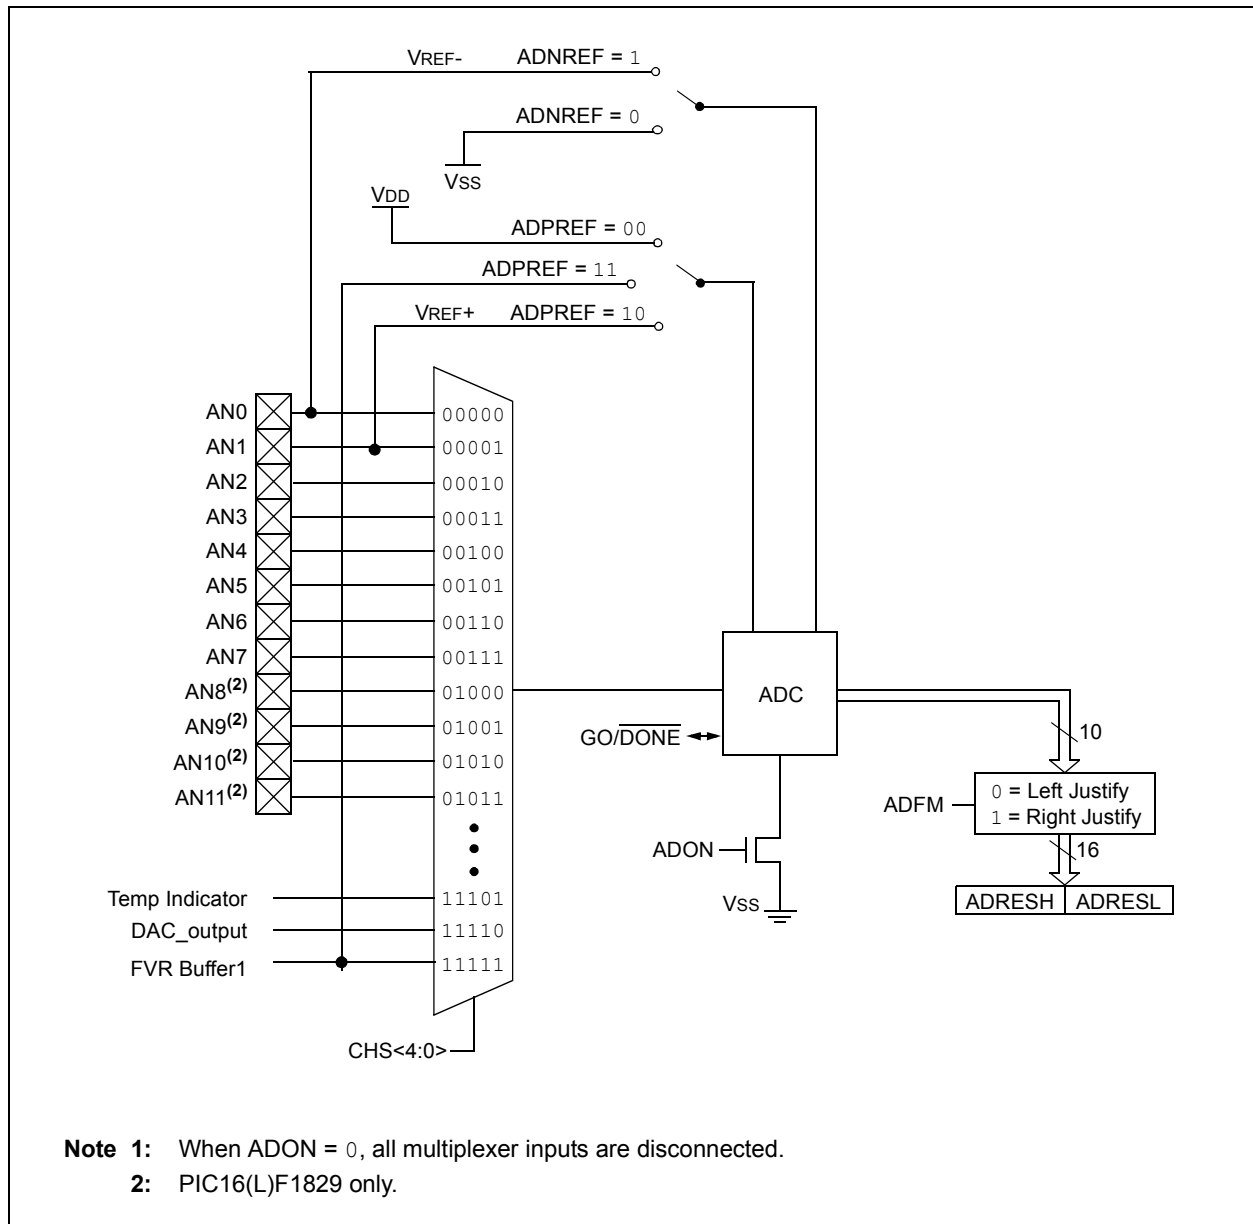 VREF- ADNREF = 1
ADNREF = 0
VSS
VDD
ADPREF = 00
ADPREF = 11
VREF+ ADPREF = 10
AN0 00000
AN1 00001
AN2 00010
AN3 00011
AN4 00100
AN5 00101
AN6 00110
AN7 00111
AN8(2) 01000
AN9(2) 01001
AN10(2) 01010
AN11(2) 01011
ADC
GO/DONE
10
ADFM
0 = Left Justify
1 = Right Justify
16
ADON
VSS
ADRESH ADRESL
Temp Indicator 11101
DAC_output 11110
FVR Buffer1 11111
CHS<4:0>
Note 1: When ADON = 0, all multiplexer inputs are disconnected.
2: PIC16(L)F1829 only.